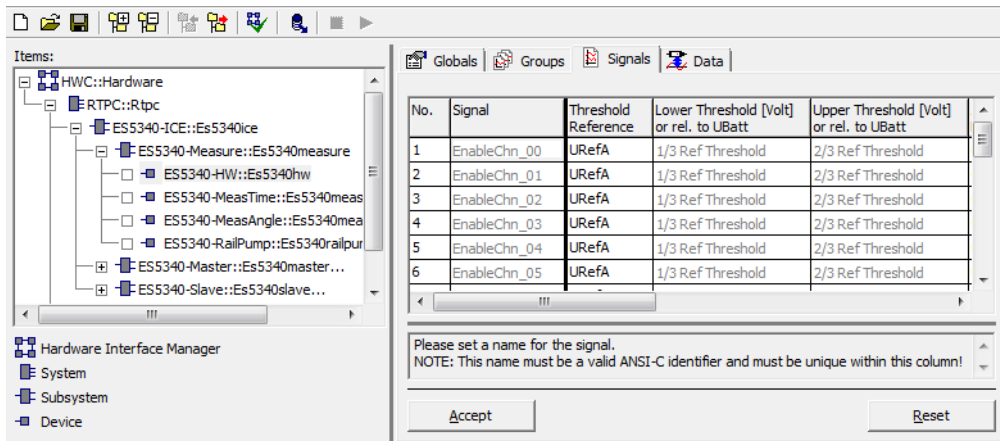 Items:
HWC::Hardware
RTPC::Rtpc
ES5340-ICE::Es5340ice
ES5340-Measure::Es5340measure
ES5340-HW::Es5340hw
ES5340-MeasTime::Es5340meas
ES5340-MeasAngle::Es5340mea
ES5340-RailPump::Es5340railpur
ES5340-Master::Es5340master...
ES5340-Slave::Es5340slave...
Hardware Interface Manager
System
Subsystem
Device
Globals Groups Signals Data
No. Signal Threshold Reference Lower Threshold [Volt] or rel. to UBatt Upper Threshold [Volt] or rel. to UBatt
1 EnableChn_00 URefA 1/3 Ref Threshold 2/3 Ref Threshold
2 EnableChn_01 URefA 1/3 Ref Threshold 2/3 Ref Threshold
3 EnableChn_02 URefA 1/3 Ref Threshold 2/3 Ref Threshold
4 EnableChn_03 URefA 1/3 Ref Threshold 2/3 Ref Threshold
5 EnableChn_04 URefA 1/3 Ref Threshold 2/3 Ref Threshold
6 EnableChn_05 URefA 1/3 Ref Threshold 2/3 Ref Threshold
Please set a name for the signal.
NOTE: This name must be a valid ANSI-C identifier and must be unique within this column!
Accept Reset